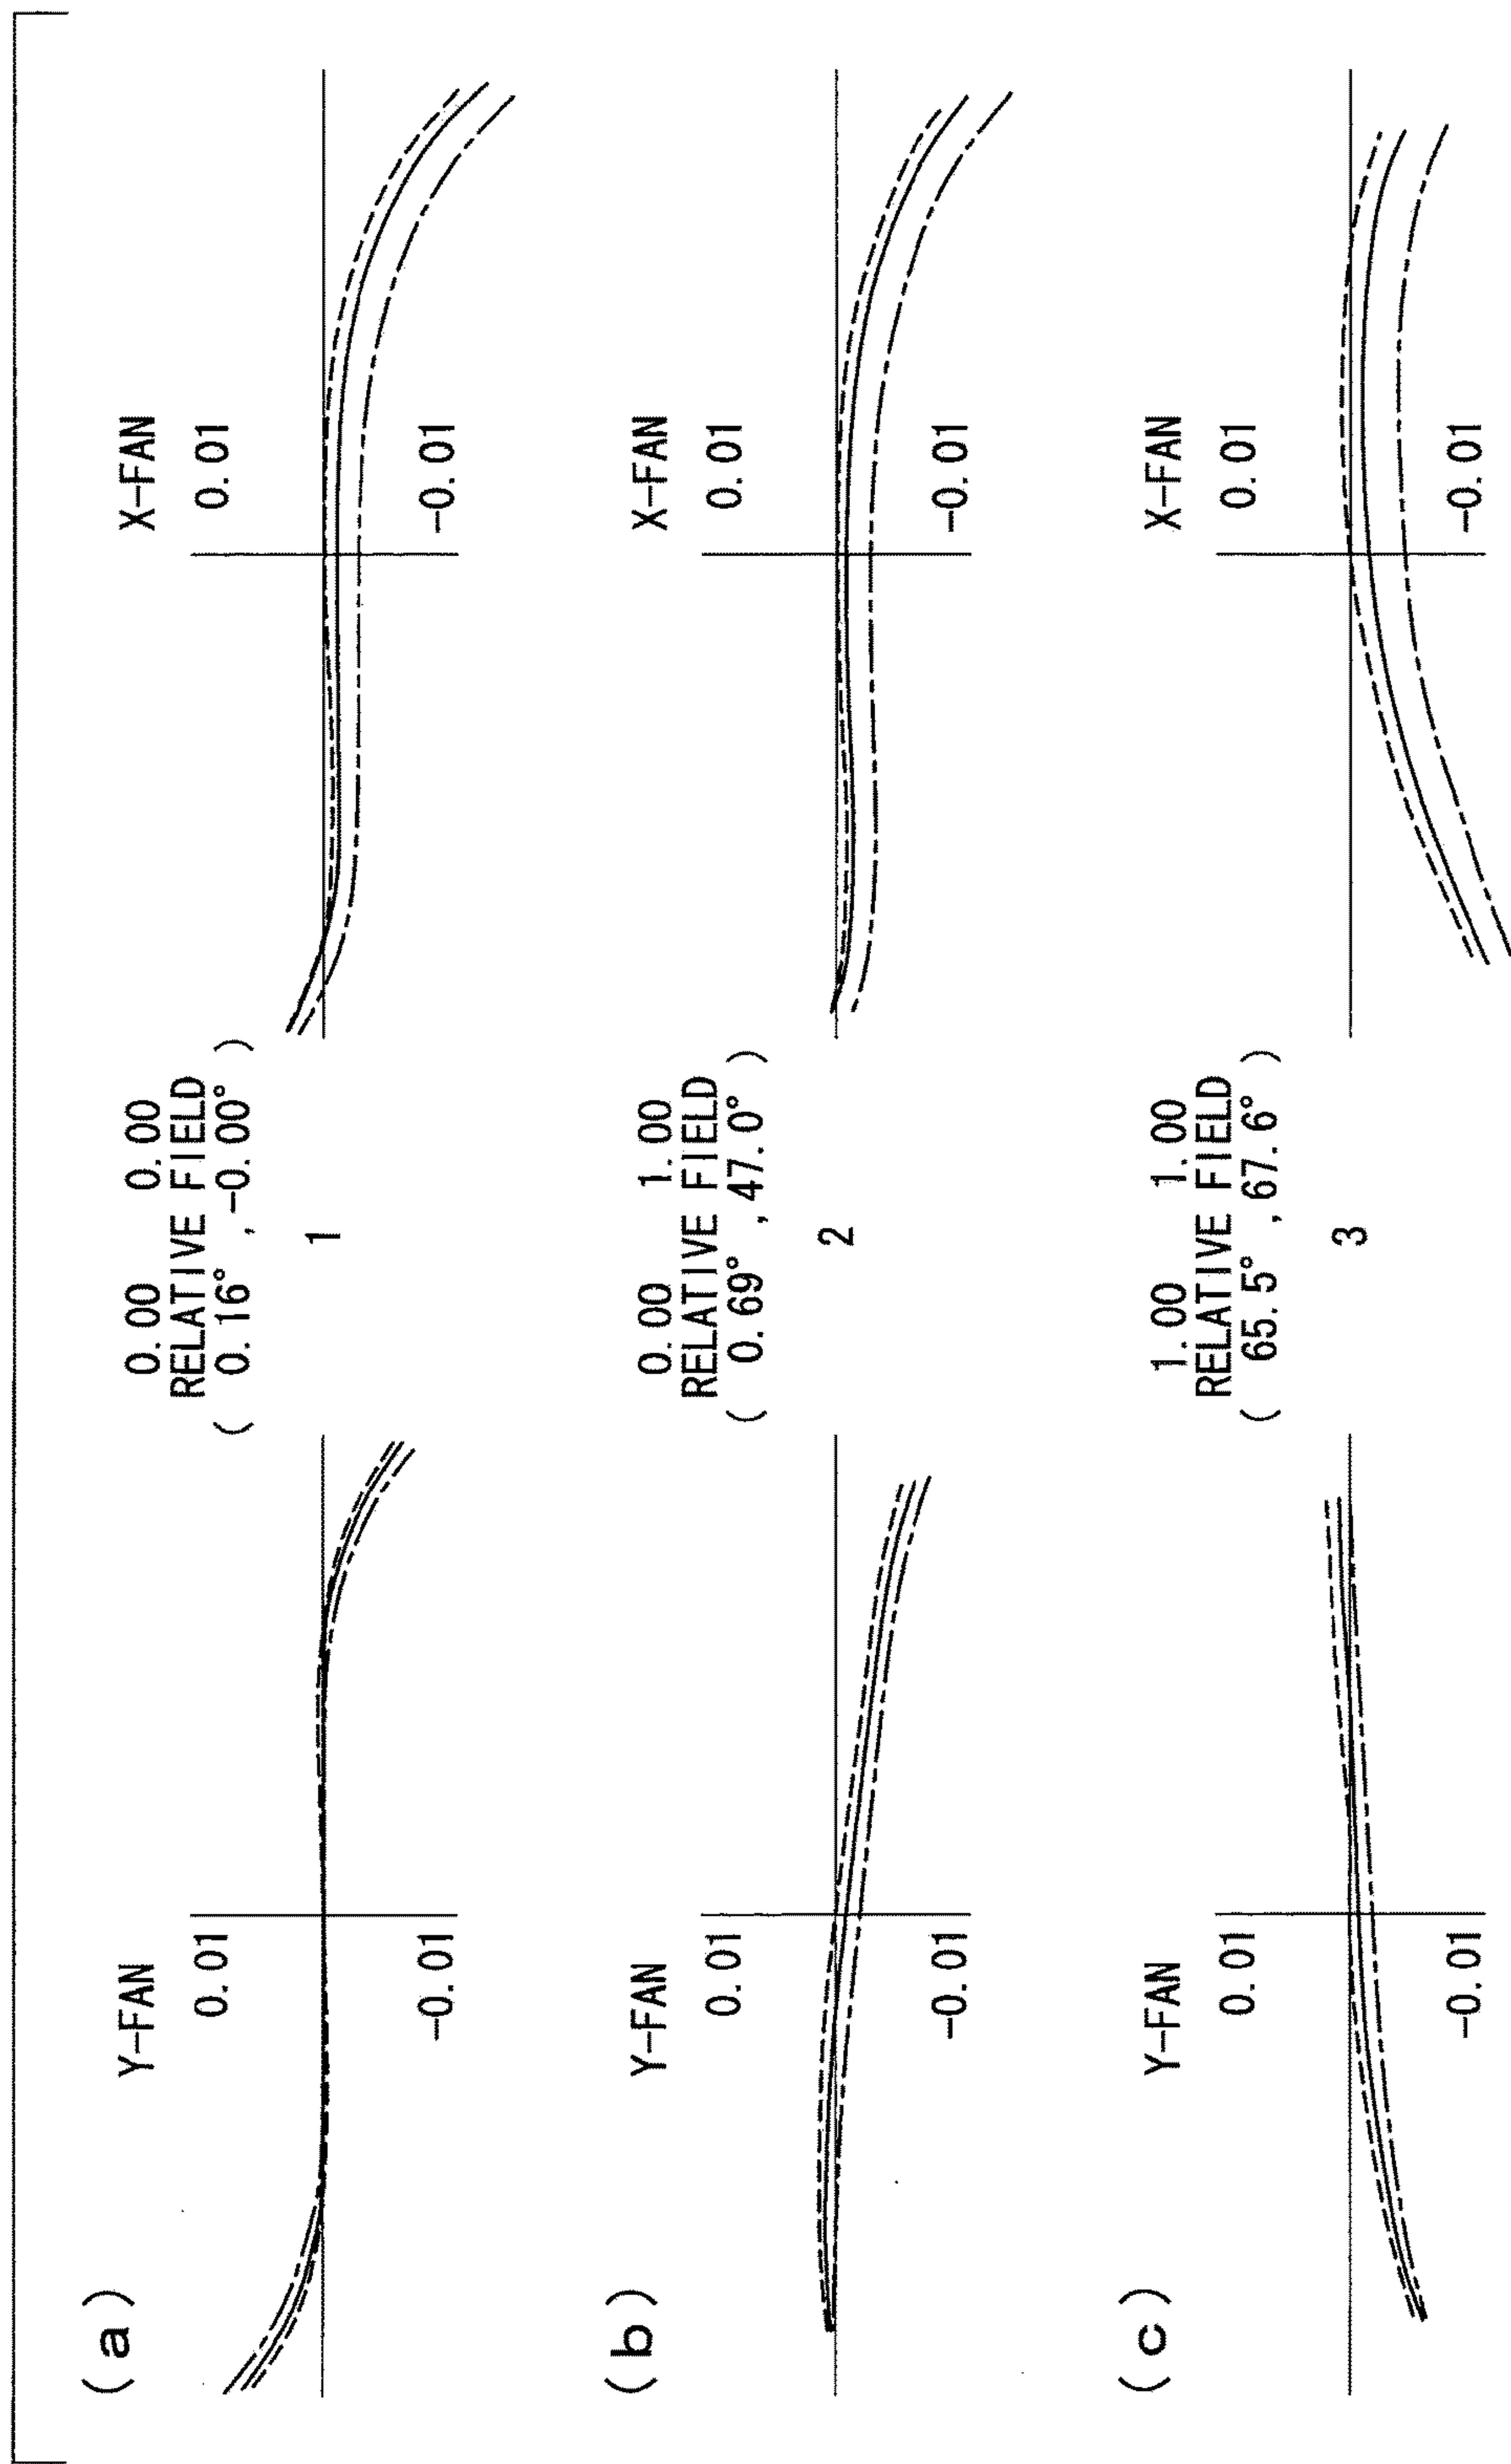 (a)
Y-FAN
0.01
-0.01
0.00 0.00
RELATIVE FIELD
( 0.16° ,-0.00° )
1
X-FAN
0.01
-0.01
(b)
Y-FAN
0.01
-0.01
0.00 1.00
RELATIVE FIELD
( 0.69° ,47.0° )
2
X-FAN
0.01
-0.01
(c)
Y-FAN
0.01
-0.01
1.00 1.00
RELATIVE FIELD
( 65.5° ,67.6° )
3
X-FAN
0.01
-0.01